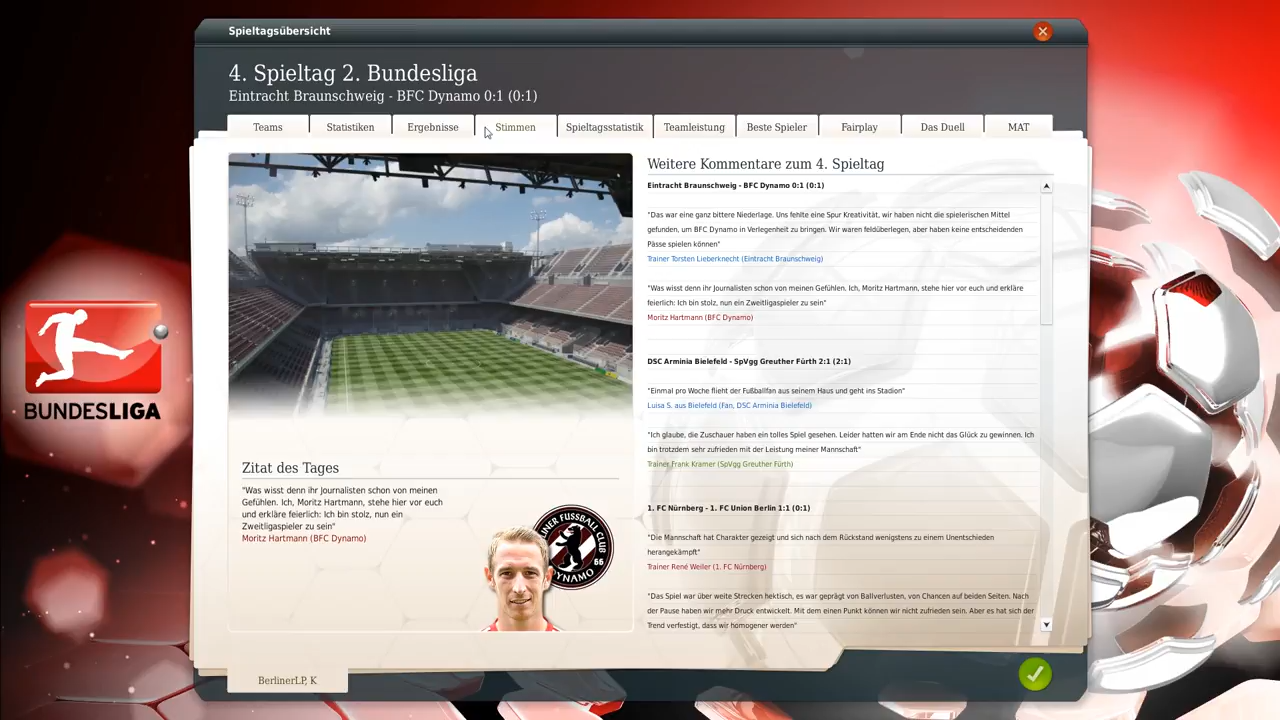 Spieltagsübersicht
4. Spieltag 2. Bundesliga
Eintracht Braunschweig - BFC Dynamo 0:1 (0:1)
Teams
Statistiken
Ergebnisse
Stimmen
Spieltagsstatistik
Teamleistung
Beste Spieler
Fairplay
Das Duell
MAT
BUNDESLIGA
Zitat des Tages
"Was wisst denn ihr Journalisten schon von meinen
Gefühlen. Ich, Moritz Hartmann, stehe hier vor euch
und erkläre feierlich: Ich bin stolz, nun ein
Zweitligaspieler zu sein"
Moritz Hartmann (BFC Dynamo)
BERLINER FUSSBALL CLUB
DYNAMO
66
Weitere Kommentare zum 4. Spieltag
Eintracht Braunschweig - BFC Dynamo 0:1 (0:1)
"Das war eine ganz bittere Niederlage. Uns fehlte eine Spur Kreativität, wir haben nicht die spielerischen Mittel
gefunden, um BFC Dynamo in Verlegenheit zu bringen. Wir waren feldüberlegen, aber haben keine entscheidenden
Pässe spielen können"
Trainer Torsten Lieberknecht (Eintracht Braunschweig)
"Was wisst denn ihr Journalisten schon von meinen Gefühlen. Ich, Moritz Hartmann, stehe hier vor euch und erkläre
feierlich: Ich bin stolz, nun ein Zweitligaspieler zu sein"
Moritz Hartmann (BFC Dynamo)
DSC Arminia Bielefeld - SpVgg Greuther Fürth 2:1 (2:1)
"Einmal pro Woche flieht der Fußballfan aus seinem Haus und geht ins Stadion"
Luisa S. aus Bielefeld (Fan, DSC Arminia Bielefeld)
"Ich glaube, die Zuschauer haben ein tolles Spiel gesehen. Leider hatten wir am Ende nicht das Glück zu gewinnen. Ich
bin trotzdem sehr zufrieden mit der Leistung meiner Mannschaft"
Trainer Frank Kramer (SpVgg Greuther Fürth)
1. FC Nürnberg - 1. FC Union Berlin 1:1 (0:1)
"Die Mannschaft hat Charakter gezeigt und sich nach dem Rückstand wenigstens zu einem Unentschieden
herangekämpft"
Trainer René Weiler (1. FC Nürnberg)
"Das Spiel war über weite Strecken hektisch, es war geprägt von Ballverlusten, von Chancen auf beiden Seiten. Nach
der Pause haben wir mehr Druck entwickelt. Mit dem einen Punkt können wir nicht zufrieden sein. Aber es hat sich der
Trend verfestigt, dass wir homogener werden"
BerlinerLP, K